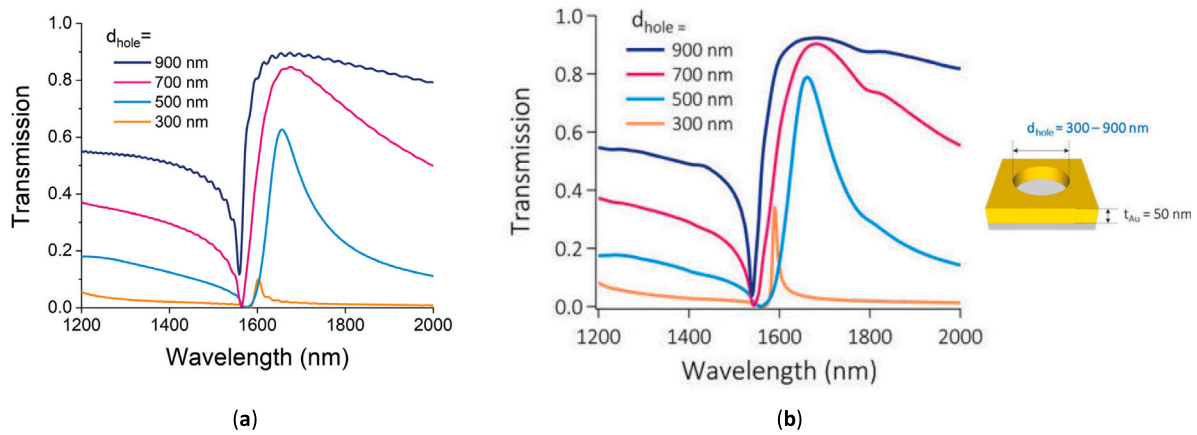 d_hole=
900 nm
700 nm
500 nm
300 nm
Transmission
1.0
0.8
0.6
0.4
0.2
0.0
1200 1400 1600 1800 2000
Wavelength (nm)
(a)
d_hole =
900 nm
700 nm
500 nm
300 nm
Transmission
1.0
0.8
0.6
0.4
0.2
0.0
1200 1400 1600 1800 2000
Wavelength (nm)
(b)
d_hole = 300 – 900 nm
t_Au = 50 nm